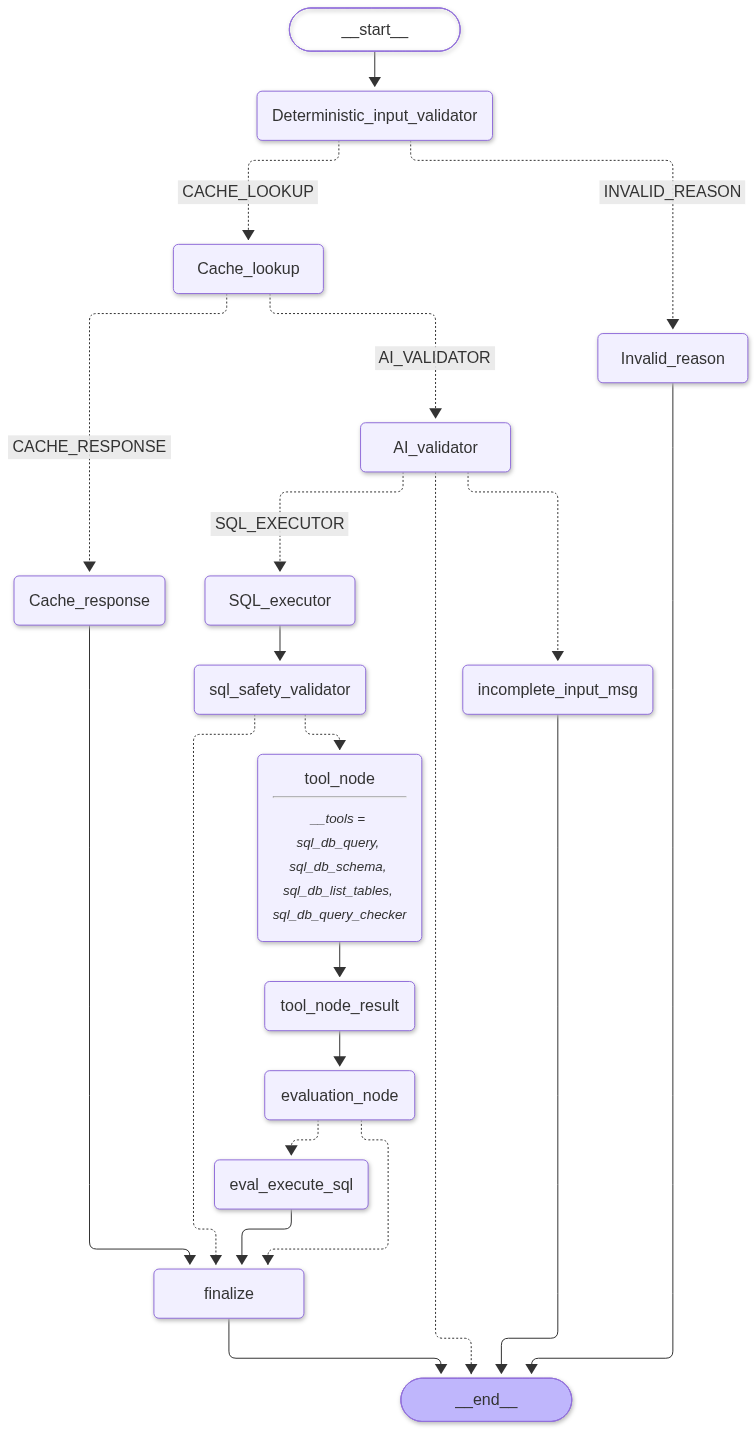 __start__
Deterministic_input_validator
CACHE_LOOKUP
INVALID_REASON
Cache_lookup
AI_VALIDATOR
Invalid_reason
CACHE_RESPONSE
AI_validator
SQL_EXECUTOR
Cache_response
SQL_executor
sql_safety_validator
incomplete_input_msg
tool_node
__tools =
sql_db_query,
sql_db_schema,
sql_db_list_tables,
sql_db_query_checker
tool_node_result
evaluation_node
eval_execute_sql
finalize
__end__